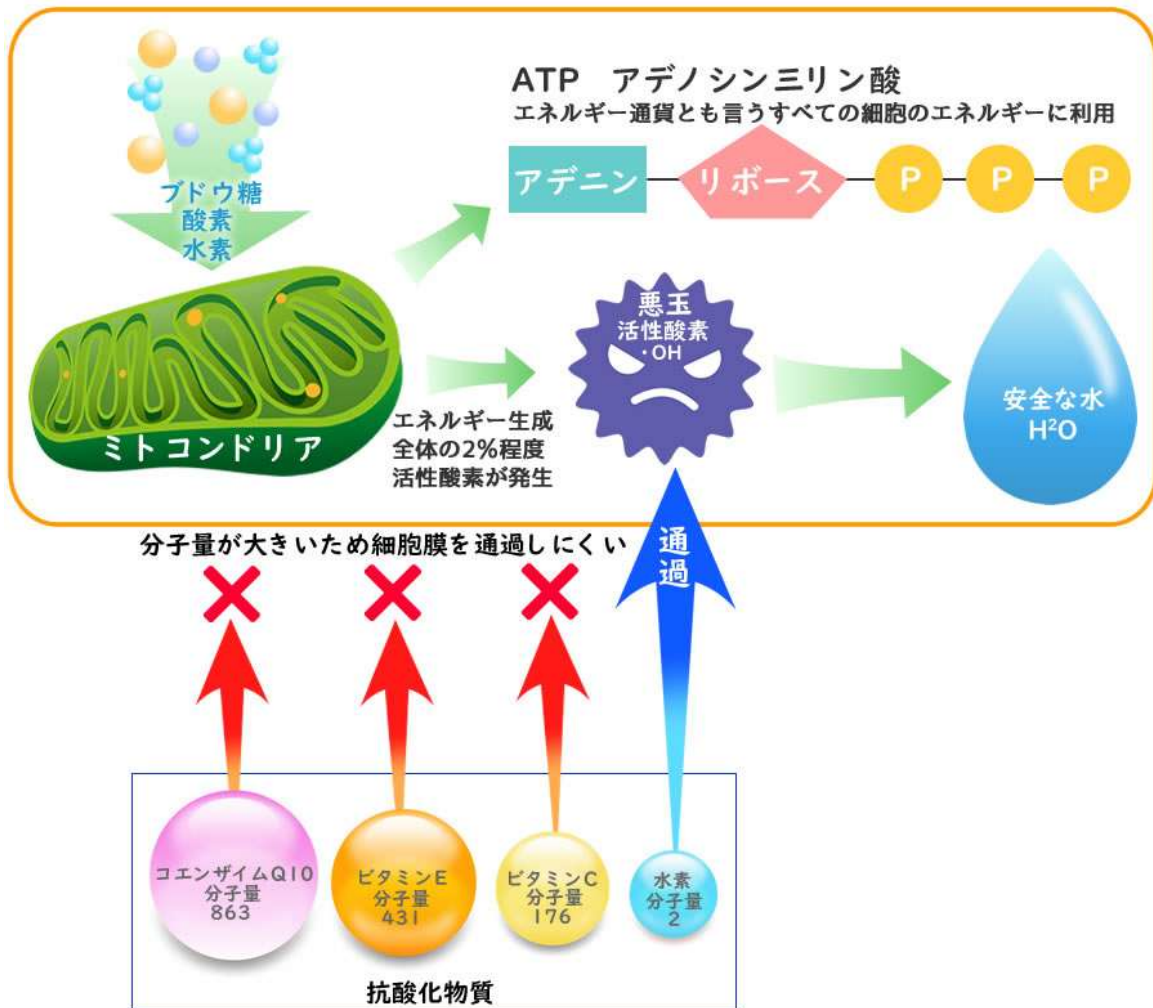 ブドウ糖
酸素
水素
ATP アデノシン三リン酸
エネルギー通貨とも言うすべての細胞のエネルギーに利用
アデニン
リボース
P
P
P
ミトコンドリア
エネルギー生成
全体の2%程度
活性酸素が発生
悪玉
活性酸素
・OH
安全な水
H²O
分子量が大きいため細胞膜を通過しにくい
通過
コエンザイムQ10
分子量
863
ビタミンE
分子量
431
ビタミンC
分子量
176
水素
分子量
2
抗酸化物質